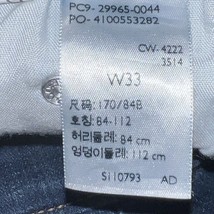 PC9- 29965-0044
PO- 4100553282
CW-4222
3514
W33
尺码: 170/84B
호칭: 84-112
허리둘레: 84 cm
엉덩이둘레: 112 cm
S110793 AD